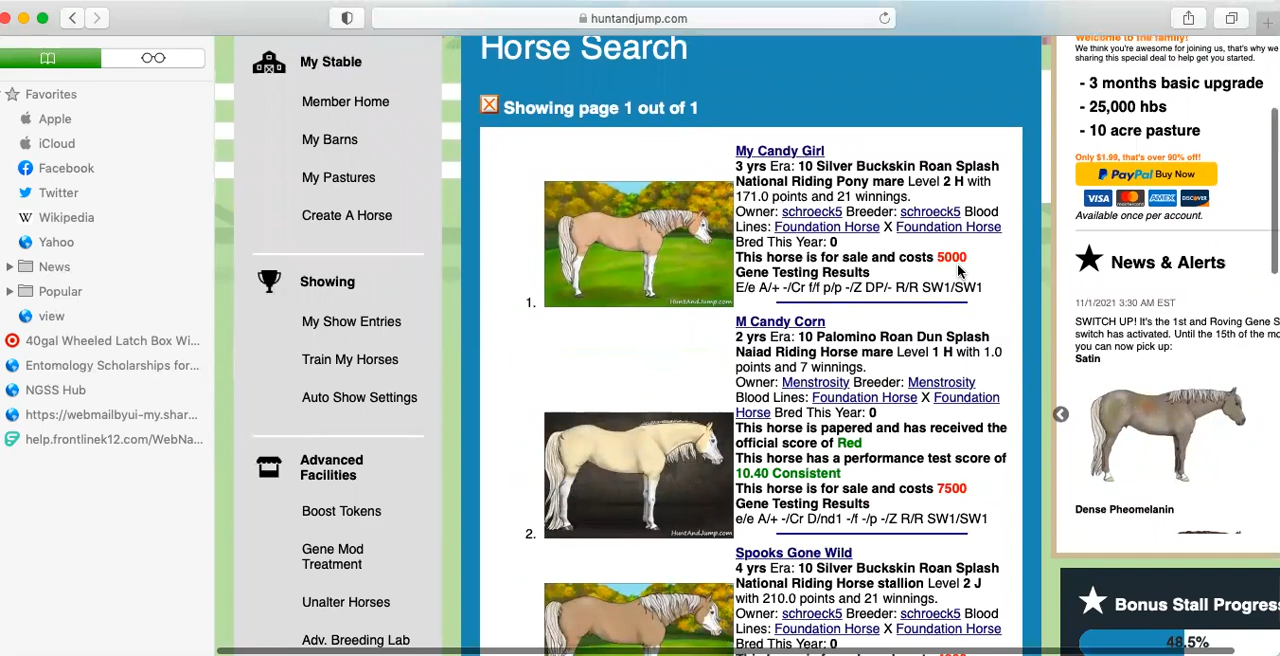 huntandjump.com
Favorites
Apple
iCloud
Facebook
Twitter
Wikipedia
Yahoo
News
Popular
view
40gal Wheeled Latch Box Wi...
Entomology Scholarships for...
NGSS Hub
https://webmailbyui-my.shar...
help.frontlinek12.com/WebNa...
My Stable
Member Home
My Barns
My Pastures
Create A Horse
Showing
My Show Entries
Train My Horses
Auto Show Settings
Advanced
Facilities
Boost Tokens
Gene Mod
Treatment
Unalter Horses
Adv. Breeding Lab
Horse Search
Showing page 1 out of 1
1.
HuntAndJump.com
My Candy Girl
3 yrs Era: 10 Silver Buckskin Roan Splash
National Riding Pony mare Level 2 H with
171.0 points and 21 winnings.
Owner: schroeck5 Breeder: schroeck5 Blood
Lines: Foundation Horse X Foundation Horse
Bred This Year: 0
This horse is for sale and costs 5000
Gene Testing Results
E/e A/+ -/Cr f/f p/p -/Z DP/- R/R SW1/SW1
2.
HuntAndJump.com
M Candy Corn
2 yrs Era: 10 Palomino Roan Dun Splash
Naiad Riding Horse mare Level 1 H with 1.0
points and 7 winnings.
Owner: Menstrosity Breeder: Menstrosity
Blood Lines: Foundation Horse X Foundation
Horse Bred This Year: 0
This horse is papered and has received the
official score of Red
This horse has a performance test score of
10.40 Consistent
This horse is for sale and costs 7500
Gene Testing Results
e/e A/+ -/Cr D/nd1 -/f -/p -/Z R/R SW1/SW1
Spooks Gone Wild
4 yrs Era: 10 Silver Buckskin Roan Splash
National Riding Horse stallion Level 2 J
with 210.0 points and 21 winnings.
Owner: schroeck5 Breeder: schroeck5 Blood
Lines: Foundation Horse X Foundation Horse
Bred This Year: 0
Welcome to the family!
We think you're awesome for joining us, that's why we
sharing this special deal to help get you started.
- 3 months basic upgrade
- 25,000 hbs
- 10 acre pasture
Only $1.99, that's over 90% off!
PayPal Buy Now
VISA
AMEX
DISCOVER
Available once per account.
News & Alerts
11/1/2021 3:30 AM EST
SWITCH UP! It's the 1st and Roving Gene S
switch has activated. Until the 15th of the mo
you can now pick up:
Satin
Dense Pheomelanin
Bonus Stall Progres
48.5%